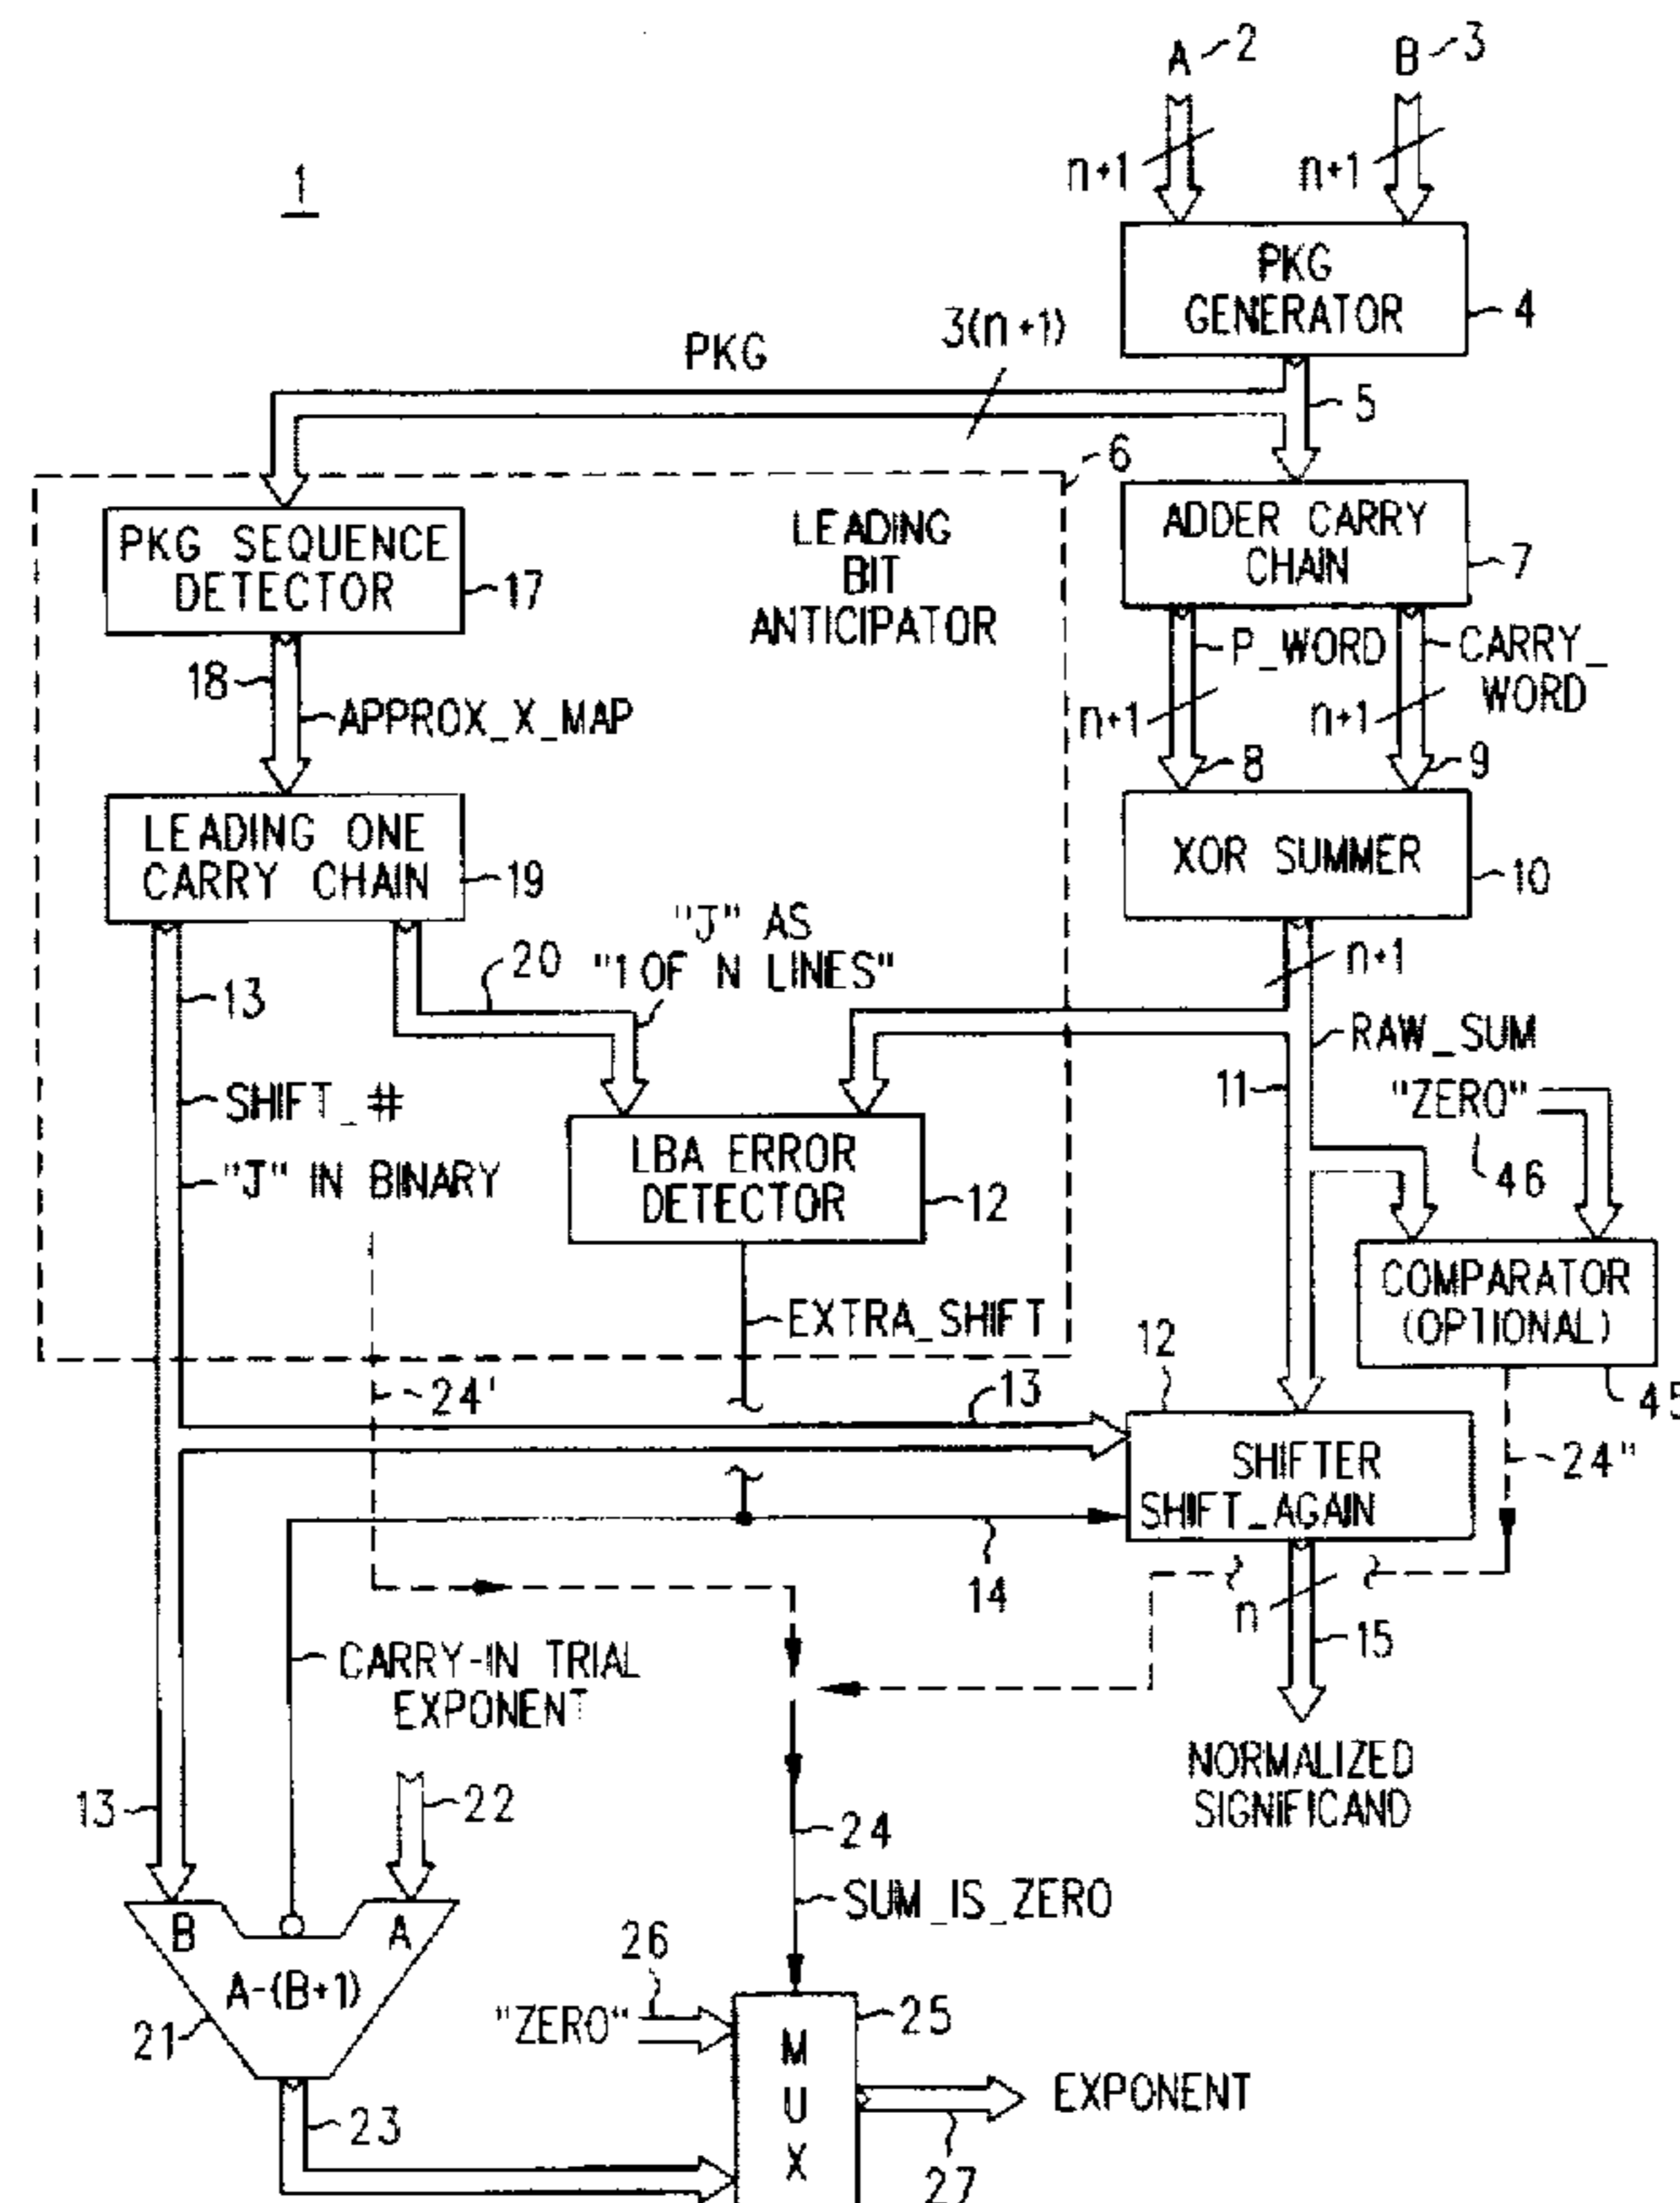 A 2
B 3
1
n+1
n+1
PKG
GENERATOR
4
PKG
3(n+1)
5
6
PKG SEQUENCE
DETECTOR
17
LEADING
BIT
ANTICIPATOR
ADDER CARRY
CHAIN
7
18
APPROX_X_MAP
P_WORD
CARRY_
WORD
n+1
n+1
8
9
LEADING ONE
CARRY CHAIN
19
XOR SUMMER
10
"J" AS
"1 OF N LINES"
20
n+1
13
RAW_SUM
11
"ZERO"
46
SHIFT_#
"J" IN BINARY
LBA ERROR
DETECTOR
12
COMPARATOR
(OPTIONAL)
45
EXTRA_SHIFT
12
24'
13
SHIFTER
SHIFT_AGAIN
24"
14
n
15
CARRY-IN TRIAL
EXPONENT
NORMALIZED
SIGNIFICAND
13
22
24
SUM_IS_ZERO
B
A
A-(B+1)
21
26
"ZERO"
25
M
U
X
EXPONENT
23
27